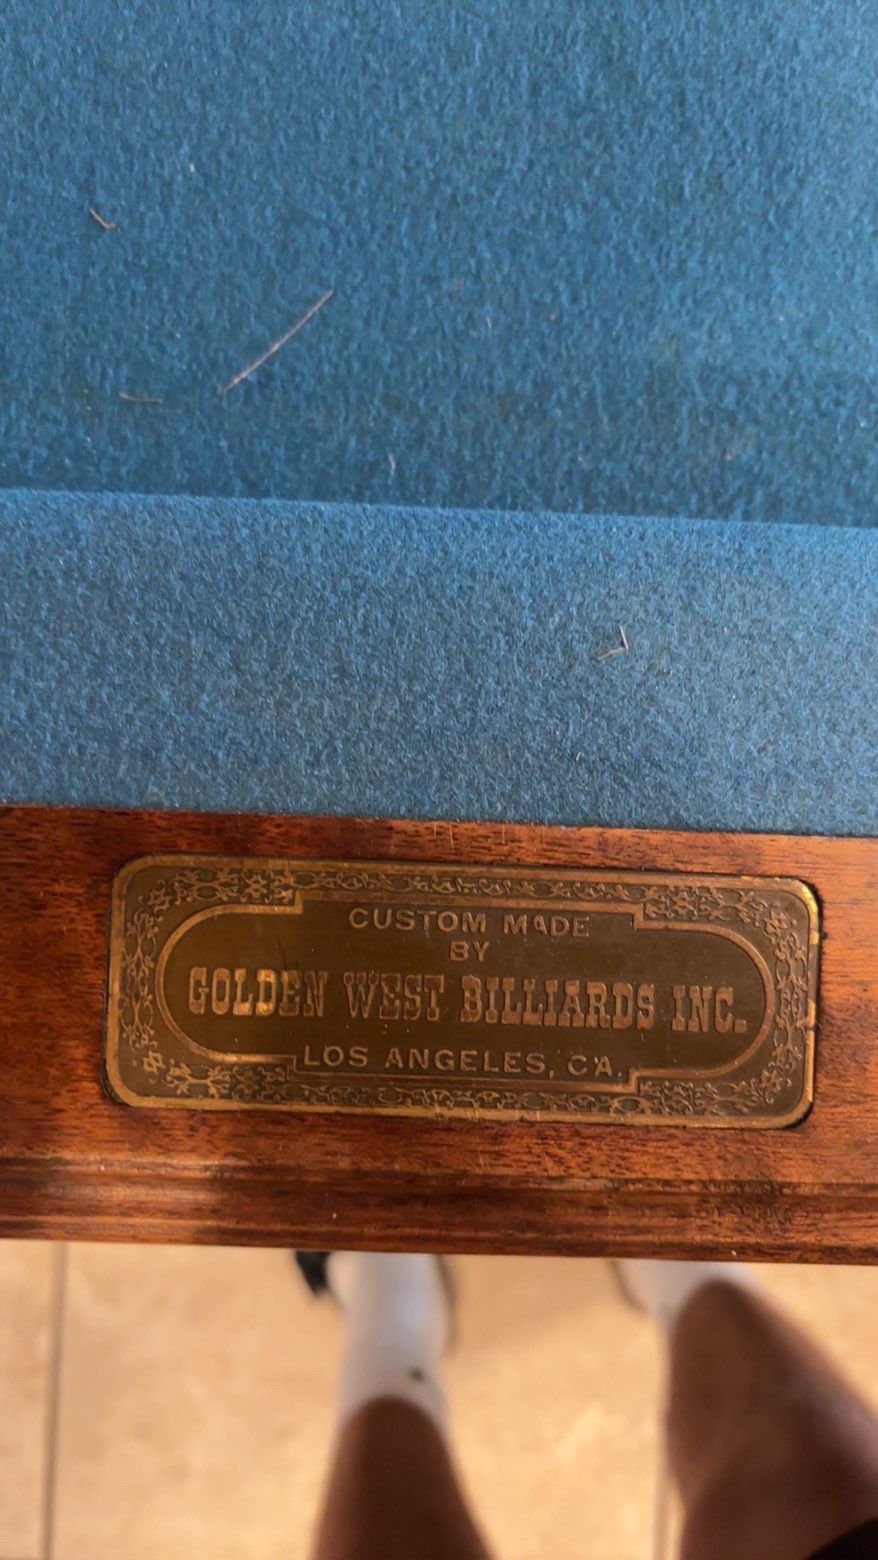 CUSTOM MADE
BY
GOLDEN WEST BILLIARDS INC.
LOS ANGELES, CA.